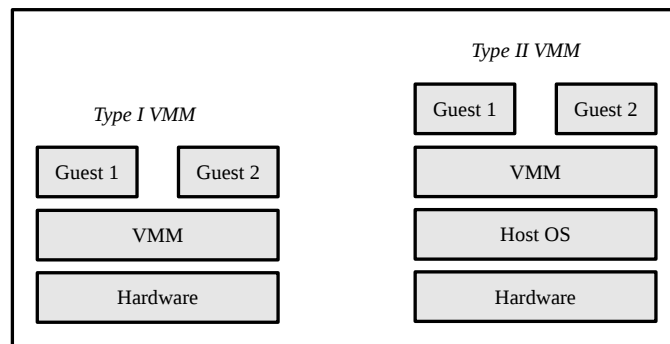 Type I VMM
Guest 1
Guest 2
VMM
Hardware
Type II VMM
Guest 1
Guest 2
VMM
Host OS
Hardware